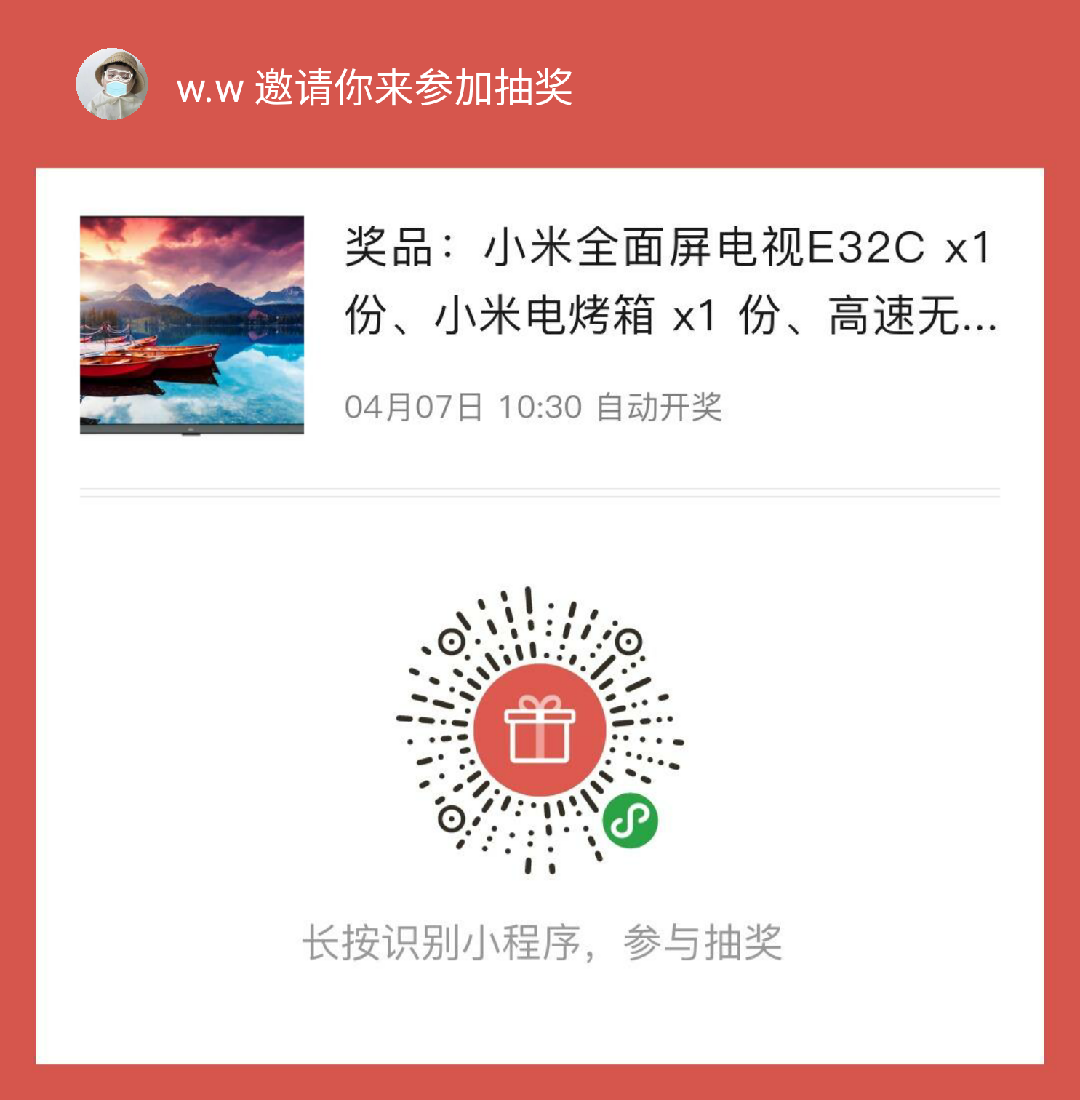 w.w 邀请你来参加抽奖
奖品：小米全面屏电视E32C x1
份、小米电烤箱 x1 份、高速无...
04月07日 10:30 自动开奖
长按识别小程序，参与抽奖